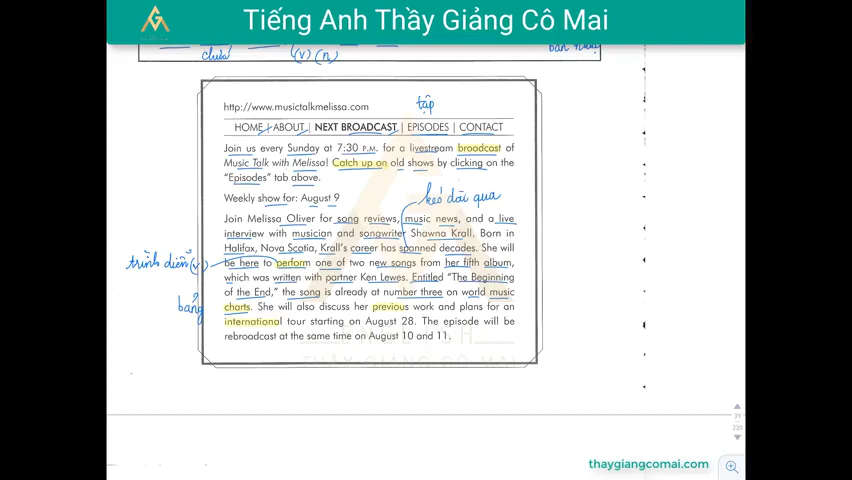 Tiếng Anh Thầy Giảng Cô Mai
chứa (v) (n)
tập
http://www.musictalkmelissa.com
HOME | ABOUT | NEXT BROADCAST | EPISODES | CONTACT
Join us every Sunday at 7:30 P.M. for a livestream broadcast of
Music Talk with Melissa! Catch up on old shows by clicking on the
"Episodes" tab above.
kéo dài qua
Weekly show for: August 9
Join Melissa Oliver for song reviews, music news, and a live
interview with musician and songwriter Shawna Krall. Born in
Halifax, Nova Scotia, Krall's career has spanned decades. She will
trình diễn (v) be here to perform one of two new songs from her fifth album,
which was written with partner Ken Lewes. Entitled "The Beginning
of the End," the song is already at number three on world music
bảng charts. She will also discuss her previous work and plans for an
international tour starting on August 28. The episode will be
rebroadcast at the same time on August 10 and 11.
THẦY GIẢNG CÔ MAI
39
220
thaygiangcomai.com